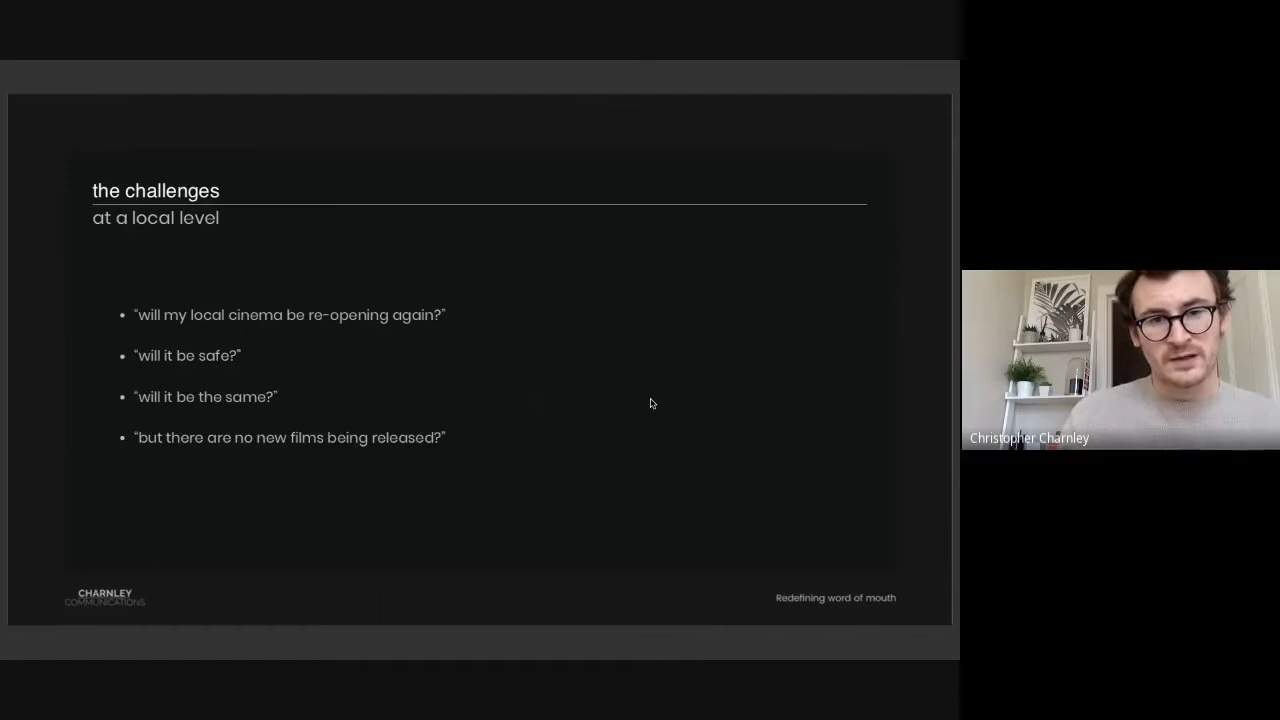 the challenges
at a local level
• “will my local cinema be re-opening again?”
• “will it be safe?”
• “will it be the same?”
• “but there are no new films being released?”
CHARNLEY
COMMUNICATIONS
Redefining word of mouth
Christopher Charnley